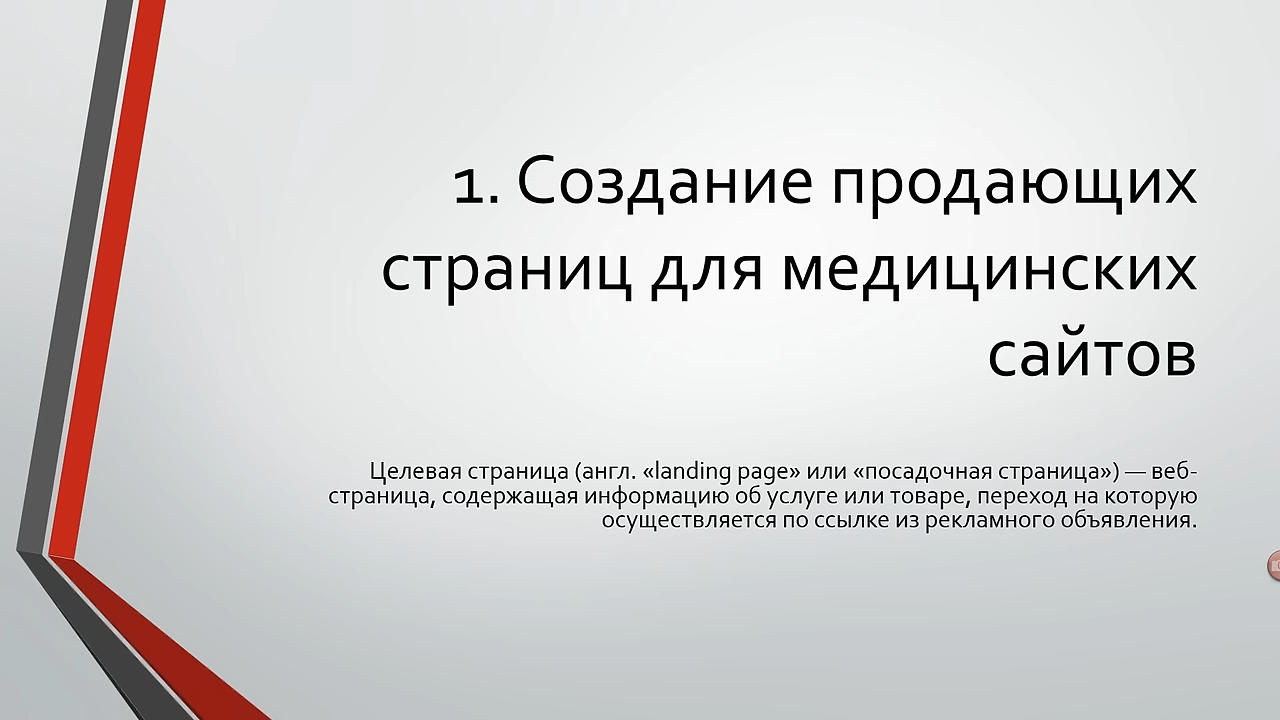 1. Создание продающих
страниц для медицинских
сайтов
Целевая страница (англ. «landing page» или «посадочная страница») — веб-
страница, содержащая информацию об услуге или товаре, переход на которую
осуществляется по ссылке из рекламного объявления.